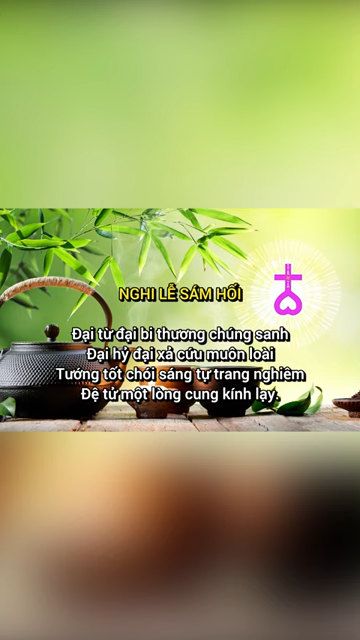 NGHI LỄ SÁM HỐI
Đại từ đại bi thương chúng sanh
Đại hỷ đại xả cứu muôn loài
Tướng tốt chói sáng tự trang nghiêm
Đệ tử một lòng cung kính lạy.